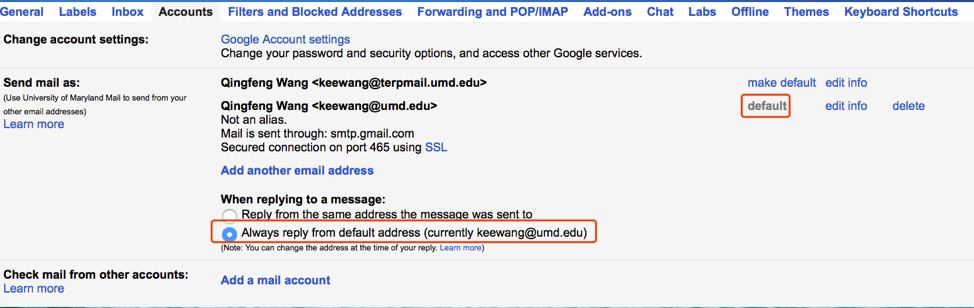 General Labels Inbox Accounts Filters and Blocked Addresses Forwarding and POP/IMAP Add-ons Chat Labs Offline Themes Keyboard Shortcuts
Change account settings: Google Account settings
Change your password and security options, and access other Google services.
Send mail as: Qingfeng Wang <keewang@terpmail.umd.edu> make default edit info
(Use University of Maryland Mail to send from your
other email addresses)
Learn more
Qingfeng Wang <keewang@umd.edu> default edit info delete
Not an alias.
Mail is sent through: smtp.gmail.com
Secured connection on port 465 using SSL
Add another email address
When replying to a message:
Reply from the same address the message was sent to
Always reply from default address (currently keewang@umd.edu)
(Note: You can change the address at the time of your reply. Learn more)
Check mail from other accounts: Add a mail account
Learn more